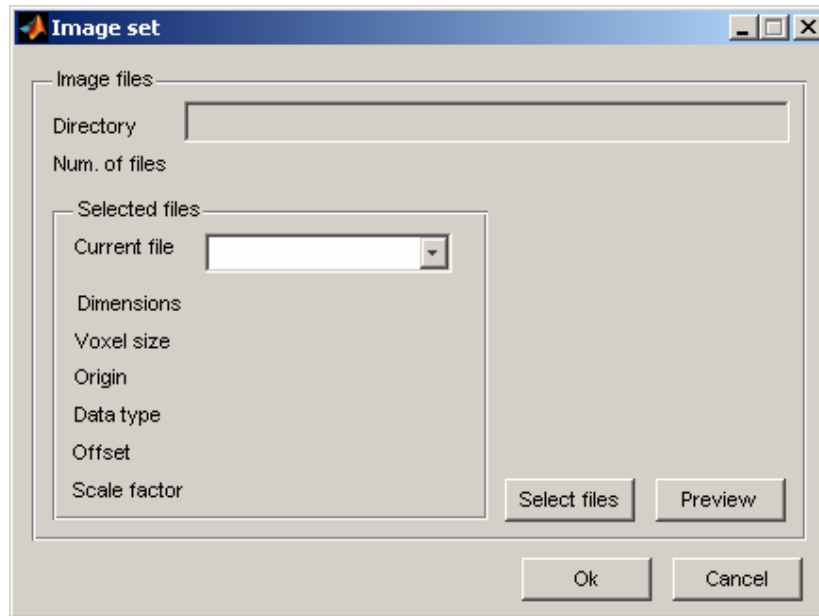 Image set
Image files
Directory
Num. of files
Selected files
Current file
Dimensions
Voxel size
Origin
Data type
Offset
Scale factor
Select files Preview
Ok Cancel